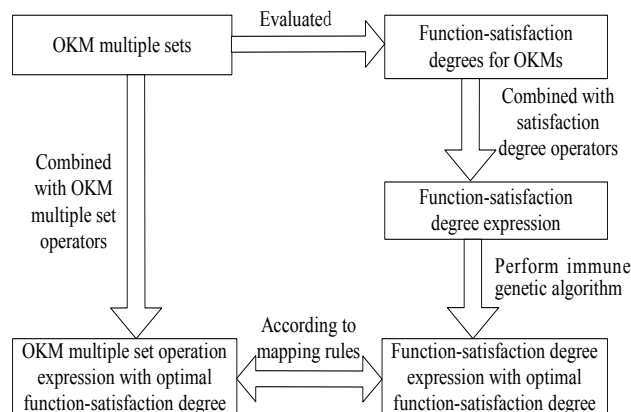 Evaluated
OKM multiple sets
Function-satisfaction
degrees for OKMs
Combined with
satisfaction
degree operators
Combined
with OKM
multiple set
operators
Function-satisfaction
degree expression
Perform immune
genetic algorithm
According to
mapping rules
OKM multiple set operation
expression with optimal
function-satisfaction degree
Function-satisfaction degree
expression with optimal
function-satisfaction degree